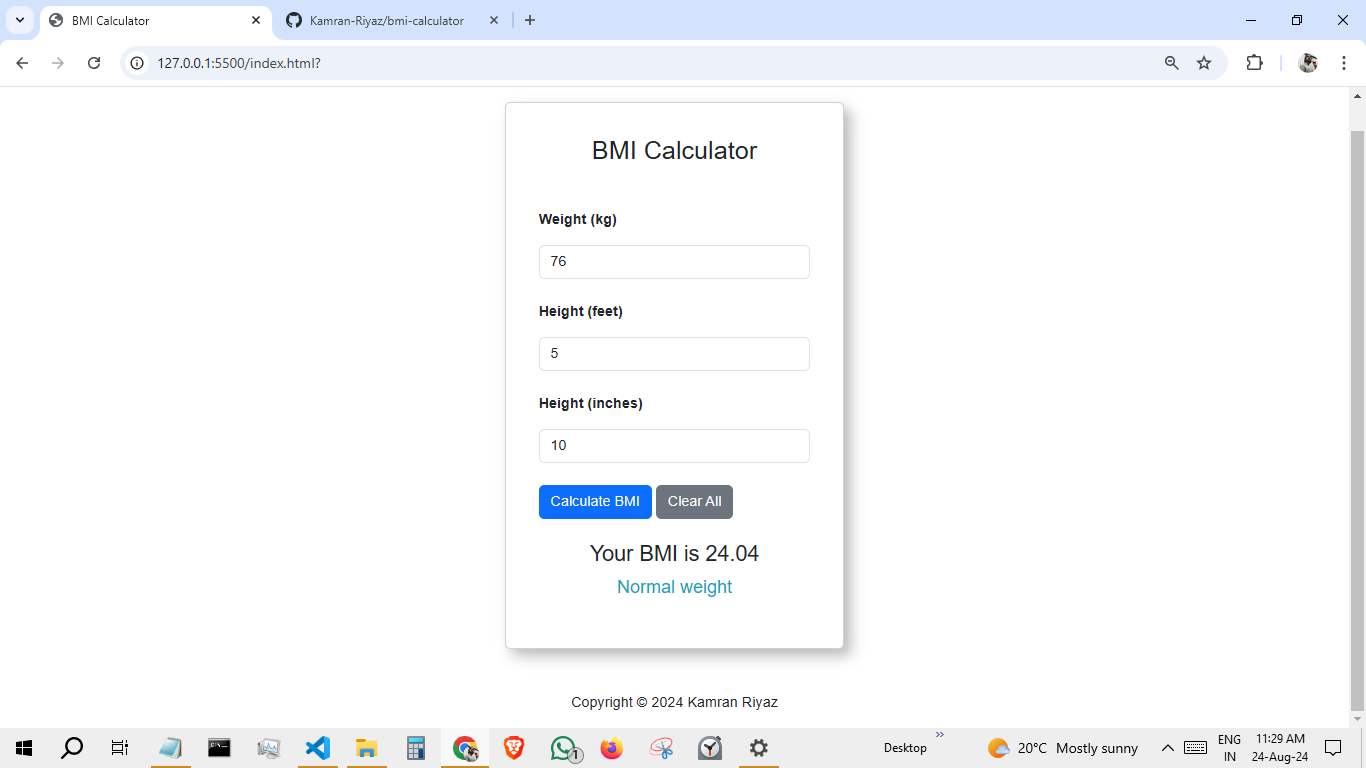 BMI Calculator
Kamran-Riyaz/bmi-calculator
127.0.0.1:5500/index.html?
BMI Calculator
Weight (kg)
76
Height (feet)
5
Height (inches)
10
Calculate BMI Clear All
Your BMI is 24.04
Normal weight
Copyright © 2024 Kamran Riyaz
Desktop
20°C Mostly sunny
ENG
IN
11:29 AM
24-Aug-24
1